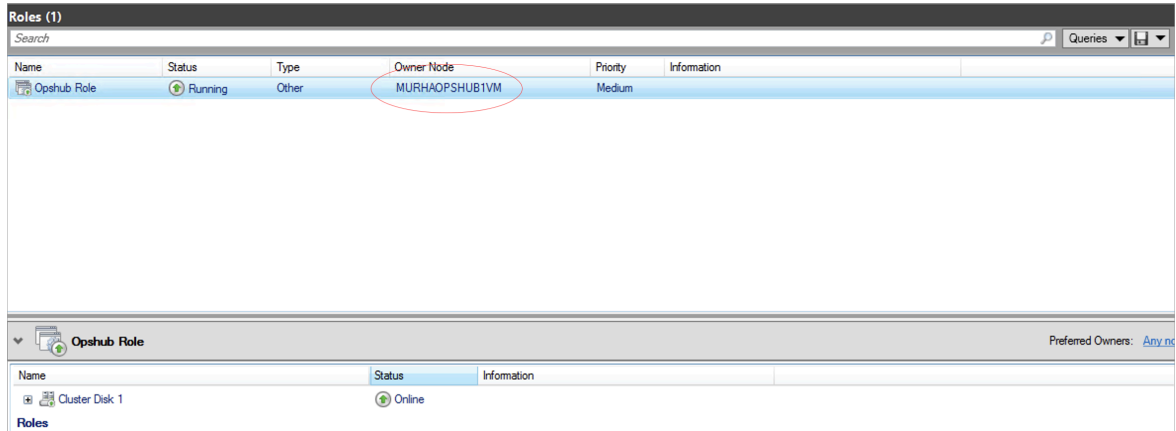 Roles (1)
Search Queries
Name Status Type Owner Node Priority Information
Opshub Role Running Other MURHAOPSHUB1VM Medium
Opshub Role Preferred Owners: Any no
Name Status Information
Cluster Disk 1 Online
Roles